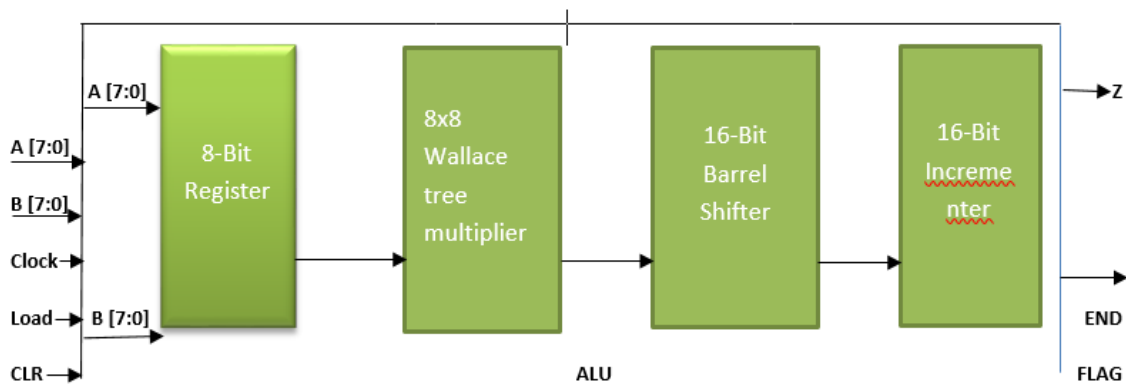 A [7:0]
A [7:0]
B [7:0]
Clock
Load
B [7:0]
CLR
8-Bit
Register
8x8
Wallace
tree
multiplier
16-Bit
Barrel
Shifter
16-Bit
Increme
nter
Z
END
FLAG
ALU